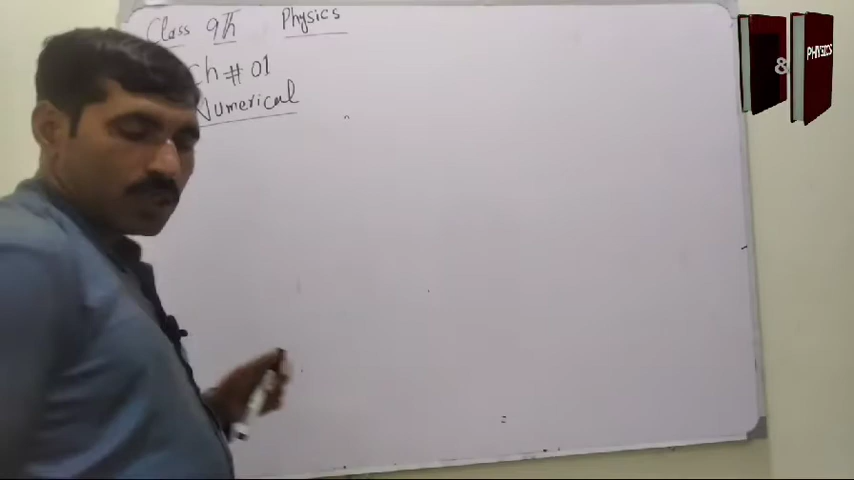 Class 9Th Physics
Ch # 01
Numerical
&
PHYSICS